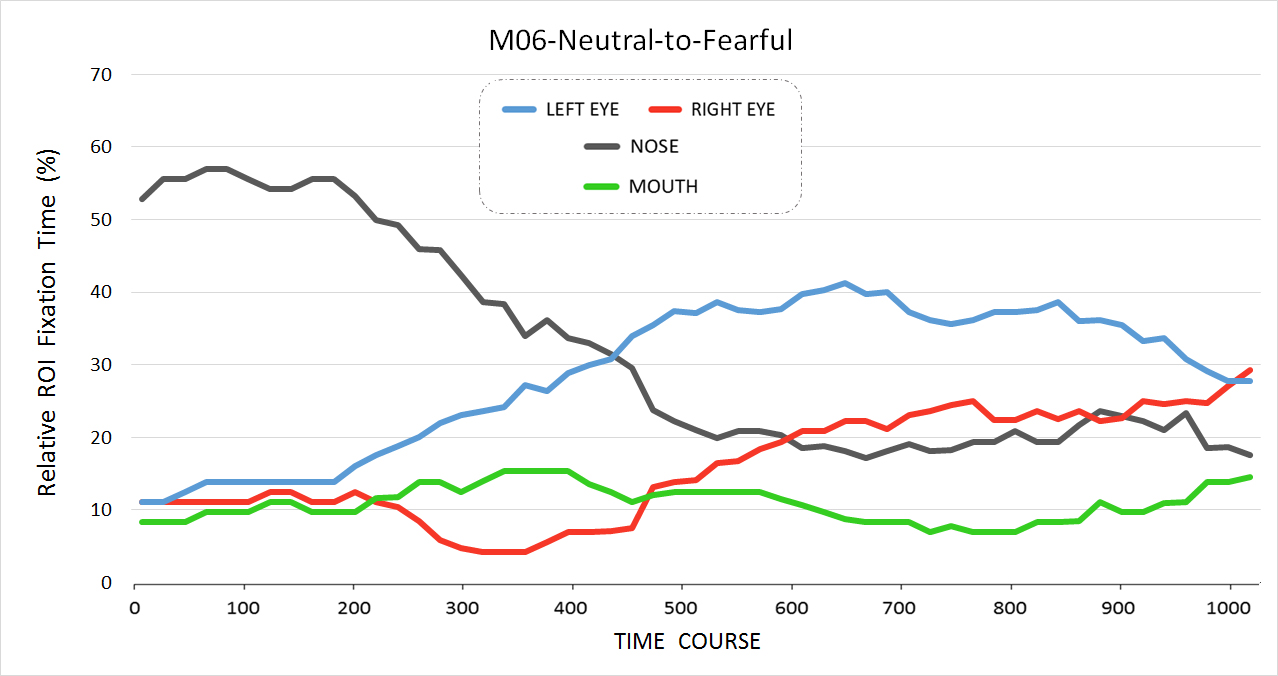 M06-Neutral-to-Fearful
70
60
50
40
30
20
10
0
Relative ROI Fixation Time (%)
LEFT EYE RIGHT EYE
NOSE
MOUTH
0 100 200 300 400 500 600 700 800 900 1000
TIME COURSE